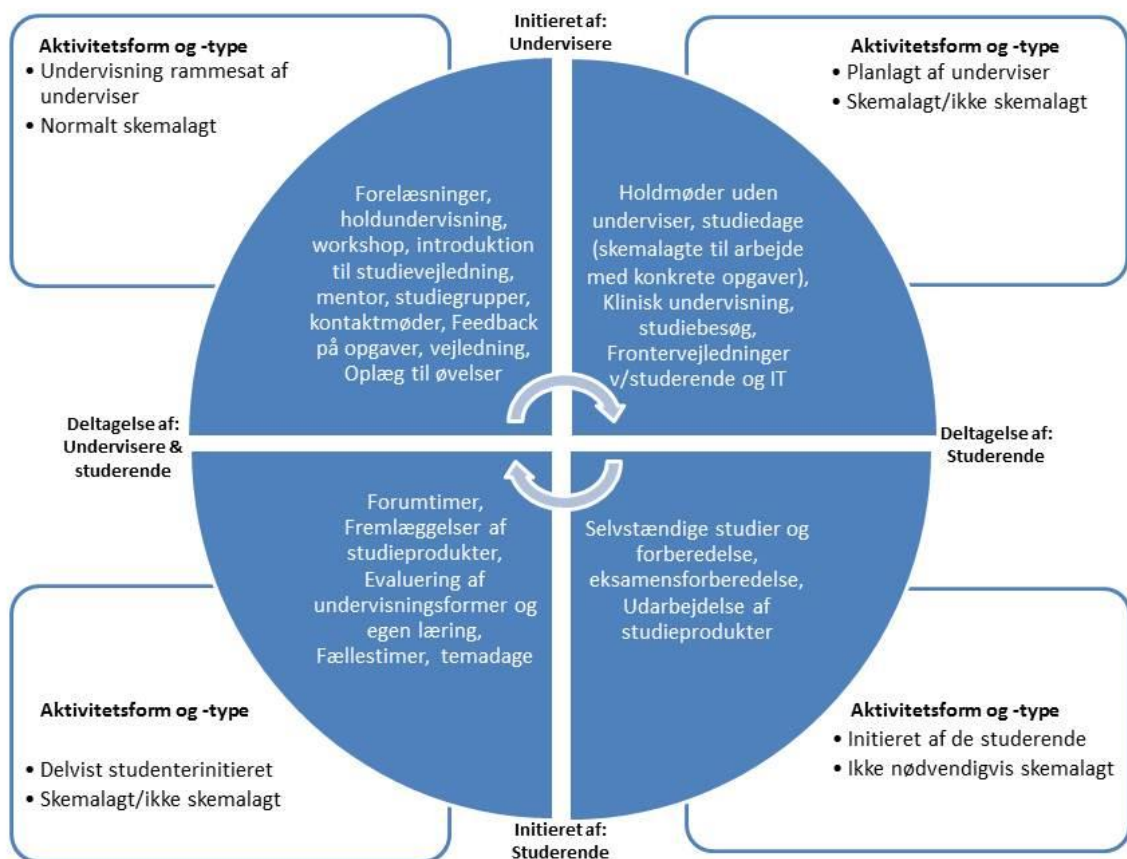 Initieret af:
Undervisere
Aktivitetsform og -type
• Undervisning rammesat af
underviser
• Normalt skemalagt
Aktivitetsform og -type
• Planlagt af underviser
• Skemalagt/ikke skemalagt
Forelæsninger,
holdundervisning,
workshop, introduktion
til studievejledning,
mentor, studiegrupper,
kontaktmøder, Feedback
på opgaver, vejledning,
Oplæg til øvelser
Holdmøder uden
underviser, studiedage
(skemalagte til arbejde
med konkrete opgaver),
Klinisk undervisning,
studiebesøg,
Frontervejledninger
v/studerende og IT
Deltagelse af:
Undervisere &
studerende
Deltagelse af:
Studerende
Forumtimer,
Fremlæggelser af
studieprodukter,
Evaluering af
undervisningsformer og
egen læring,
Fællestimer, temadage
Selvstændige studier og
forberedelse,
eksamensforberedelse,
Udarbejdelse af
studieprodukter
Aktivitetsform og -type
• Delvist studenterinitieret
• Skemalagt/ikke skemalagt
Aktivitetsform og -type
• Initieret af de studerende
• Ikke nødvendigvis skemalagt
Initieret af:
Studerende